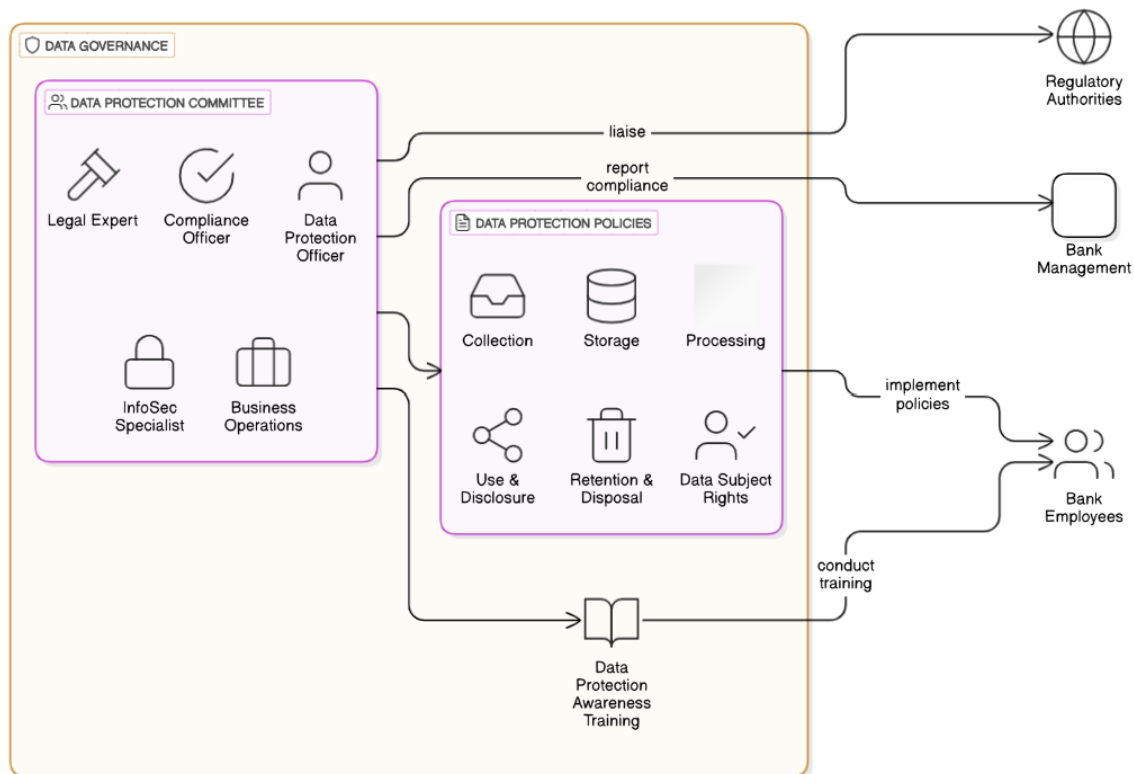 DATA GOVERNANCE
DATA PROTECTION COMMITTEE
Legal Expert
Compliance
Officer
Data
Protection
Officer
InfoSec
Specialist
Business
Operations
liaise
report
compliance
DATA PROTECTION POLICIES
Collection
Storage
Processing
Use &
Disclosure
Retention &
Disposal
Data Subject
Rights
implement
policies
conduct
training
Data
Protection
Awareness
Training
Regulatory
Authorities
Bank
Management
Bank
Employees